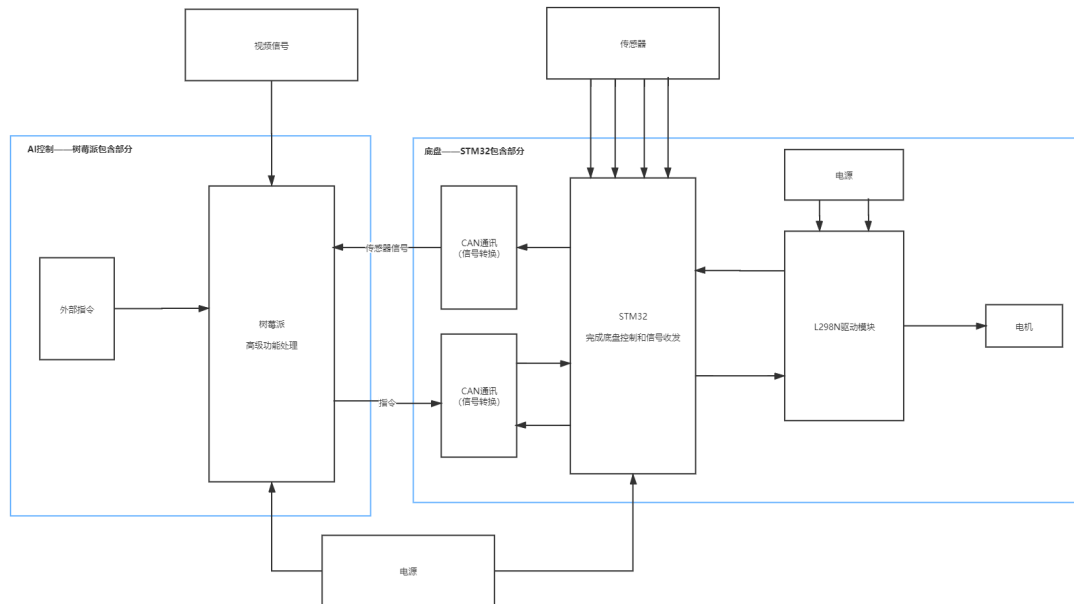 视频信号
传感器
AI控制——树莓派包含部分
底盘——STM32包含部分
电源
CAN通讯
(信号转换)
传感器信号
外部指令
树莓派
高级功能处理
STM32
完成底盘控制和信号收发
L298N驱动模块
电机
CAN通讯
(信号转换)
指令
电源